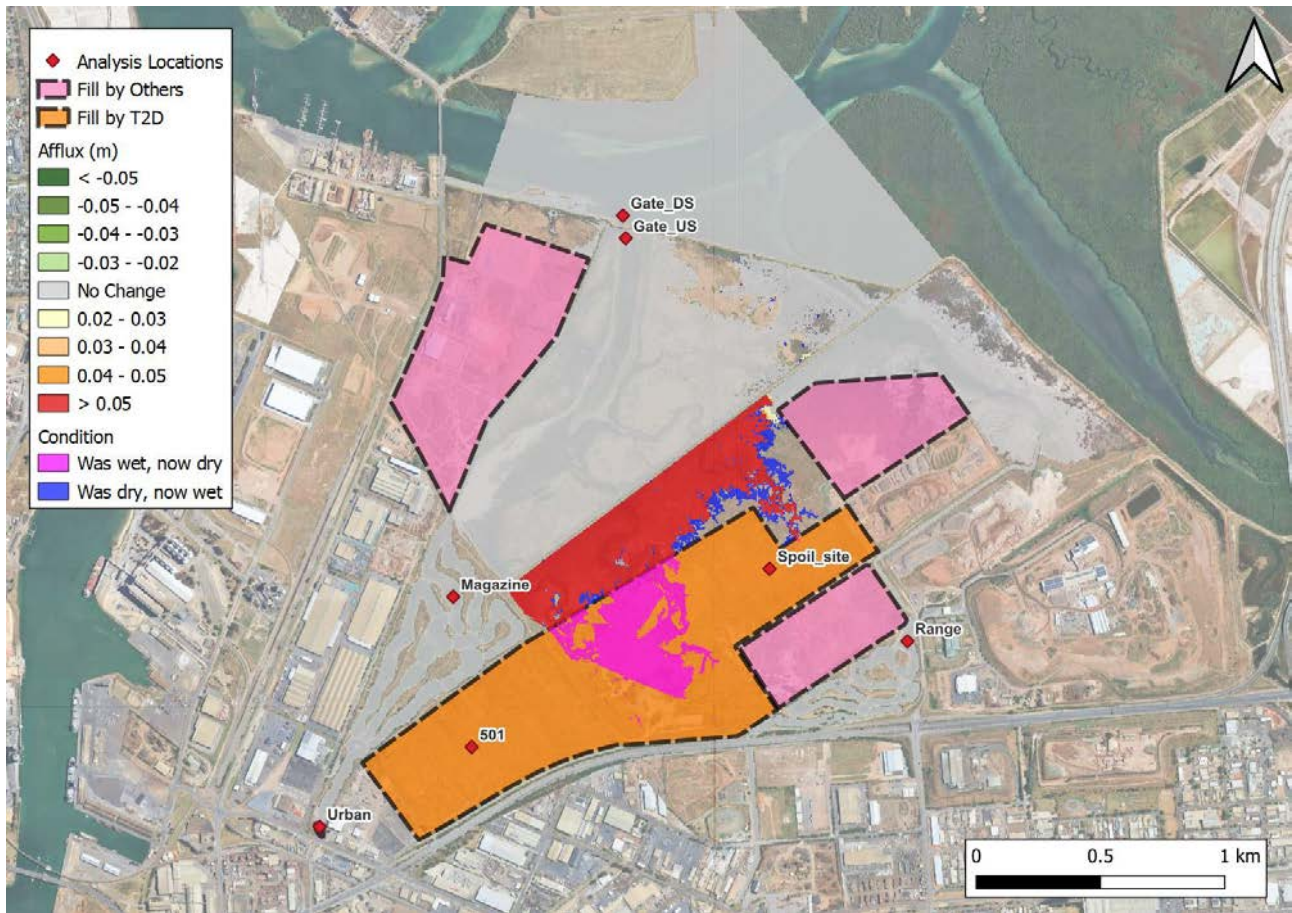 Analysis Locations
Fill by Others
Fill by T2D
Afflux (m)
< -0.05
-0.05 - -0.04
-0.04 - -0.03
-0.03 - -0.02
No Change
0.02 - 0.03
0.03 - 0.04
0.04 - 0.05
> 0.05
Condition
Was wet, now dry
Was dry, now wet
Gate_DS
Gate_US
Spoil_site
Magazine
Range
501
Urban
0 0.5 1 km